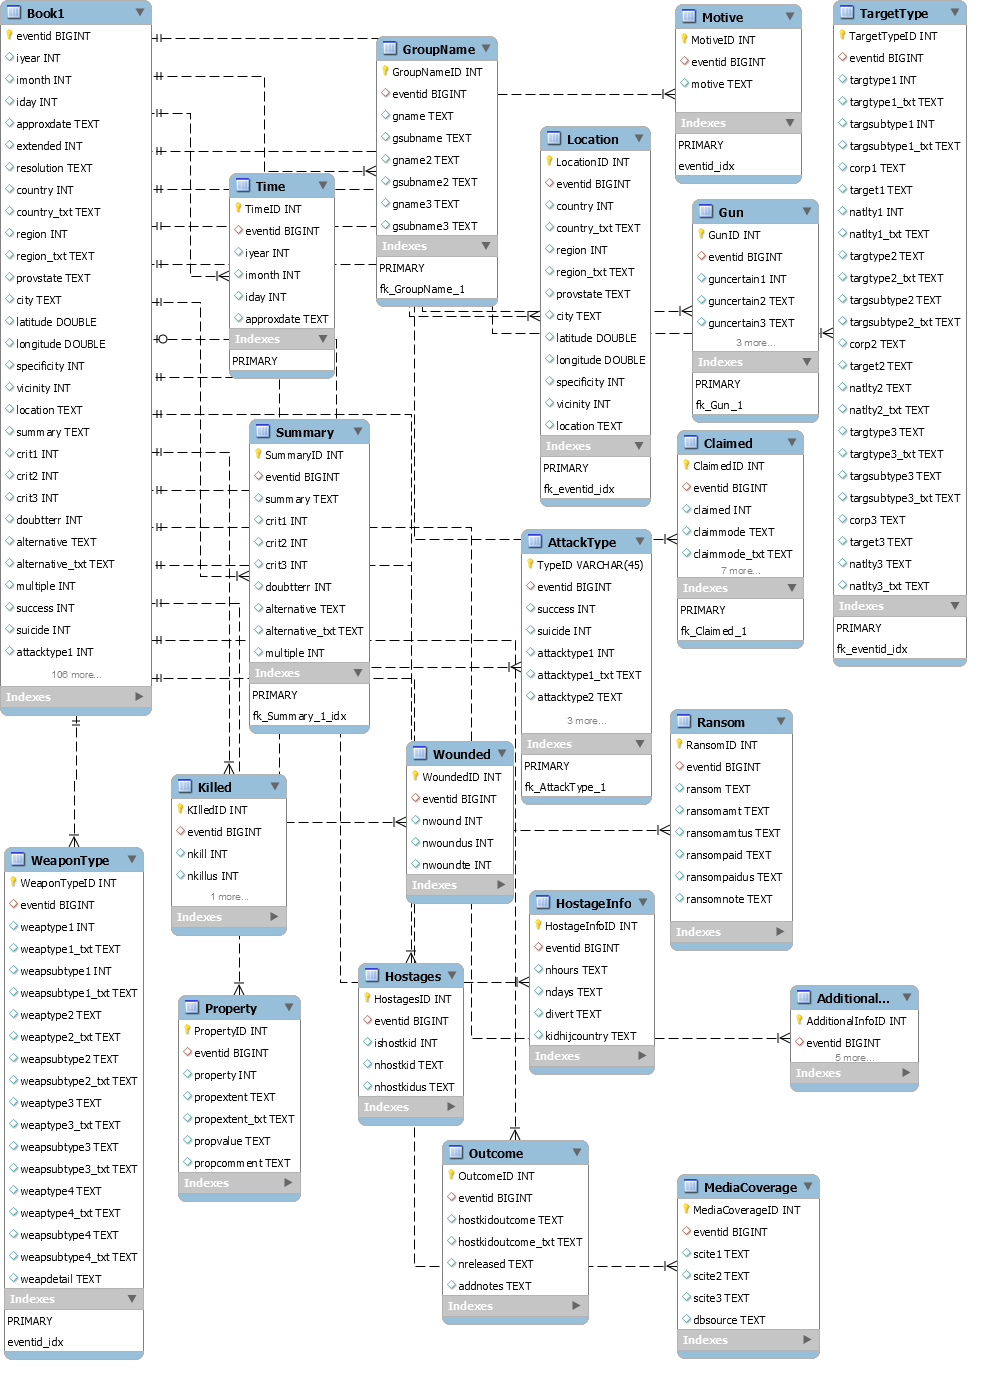 Book1
eventid BIGINT
iyear INT
imonth INT
iday INT
approxdate TEXT
extended INT
resolution TEXT
country INT
country_txt TEXT
region INT
region_txt TEXT
provstate TEXT
city TEXT
latitude DOUBLE
longitude DOUBLE
specificity INT
vicinity INT
location TEXT
summary TEXT
crit1 INT
crit2 INT
crit3 INT
doubtterr INT
alternative TEXT
alternative_txt TEXT
multiple INT
success INT
suicide INT
attacktype1 INT
106 more...
Indexes
GroupName
GroupNameID INT
eventid BIGINT
gname TEXT
gsubname TEXT
gname2 TEXT
gsubname2 TEXT
gname3 TEXT
gsubname3 TEXT
Indexes
PRIMARY
fk_GroupName_1
Motive
MotiveID INT
eventid BIGINT
motive TEXT
Indexes
PRIMARY
eventid_idx
TargetType
TargetTypeID INT
eventid BIGINT
targtype1 INT
targtype1_txt TEXT
targsubtype1 INT
targsubtype1_txt TEXT
corp1 TEXT
target1 TEXT
natlty1 INT
natlty1_txt TEXT
targtype2 TEXT
targtype2_txt TEXT
targsubtype2 TEXT
targsubtype2_txt TEXT
corp2 TEXT
target2 TEXT
natlty2 TEXT
natlty2_txt TEXT
targtype3 TEXT
targtype3_txt TEXT
targsubtype3 TEXT
targsubtype3_txt TEXT
corp3 TEXT
target3 TEXT
natlty3 TEXT
natlty3_txt TEXT
Indexes
PRIMARY
fk_eventid_idx
Time
TimeID INT
eventid BIGINT
iyear INT
imonth INT
iday INT
approxdate TEXT
Indexes
PRIMARY
Location
LocationID INT
eventid BIGINT
country INT
country_txt TEXT
region INT
region_txt TEXT
provstate TEXT
city TEXT
latitude DOUBLE
longitude DOUBLE
specificity INT
vicinity INT
location TEXT
Indexes
PRIMARY
fk_eventid_idx
Gun
GunID INT
eventid BIGINT
guncertain1 INT
guncertain2 TEXT
guncertain3 TEXT
3 more...
Indexes
PRIMARY
fk_Gun_1
Summary
SummaryID INT
eventid BIGINT
summary TEXT
crit1 INT
crit2 INT
crit3 INT
doubtterr INT
alternative TEXT
alternative_txt TEXT
multiple INT
Indexes
PRIMARY
fk_Summary_1_idx
Claimed
ClaimedID INT
eventid BIGINT
claimed INT
claimmode TEXT
claimmode_txt TEXT
7 more...
Indexes
PRIMARY
fk_Claimed_1
AttackType
TypeID VARCHAR(45)
eventid BIGINT
success INT
suicide INT
attacktype1 INT
attacktype1_txt TEXT
attacktype2 TEXT
3 more...
Indexes
PRIMARY
fk_AttackType_1
Ransom
RansomID INT
eventid BIGINT
ransom TEXT
ransomamt TEXT
ransomamtus TEXT
ransompaid TEXT
ransompaidus TEXT
ransomnote TEXT
Indexes
Wounded
WoundedID INT
eventid BIGINT
nwound INT
nwoundus INT
nwoundte INT
Indexes
Killed
KIlledID INT
eventid BIGINT
nkill INT
nkillus INT
1 more...
Indexes
WeaponType
WeaponTypeID INT
eventid BIGINT
weaptype1 INT
weaptype1_txt TEXT
weapsubtype1 INT
weapsubtype1_txt TEXT
weaptype2 TEXT
weaptype2_txt TEXT
weapsubtype2 TEXT
weapsubtype2_txt TEXT
weaptype3 TEXT
weaptype3_txt TEXT
weapsubtype3 TEXT
weapsubtype3_txt TEXT
weaptype4 TEXT
weaptype4_txt TEXT
weapsubtype4 TEXT
weapsubtype4_txt TEXT
weapdetail TEXT
Indexes
PRIMARY
eventid_idx
HostageInfo
HostageInfoID INT
eventid BIGINT
nhours TEXT
ndays TEXT
divert TEXT
kidhijcountry TEXT
Indexes
Hostages
HostagesID INT
eventid BIGINT
ishostkid INT
nhostkid TEXT
nhostkidus TEXT
Indexes
Property
PropertyID INT
eventid BIGINT
property INT
propextent TEXT
propextent_txt TEXT
propvalue TEXT
propcomment TEXT
Indexes
Additional...
AdditionalInfoID INT
eventid BIGINT
5 more...
Indexes
Outcome
OutcomeID INT
eventid BIGINT
hostkidoutcome TEXT
hostkidoutcome_txt TEXT
nreleased TEXT
addnotes TEXT
Indexes
MediaCoverage
MediaCoverageID INT
eventid BIGINT
scite1 TEXT
scite2 TEXT
scite3 TEXT
dbsource TEXT
Indexes